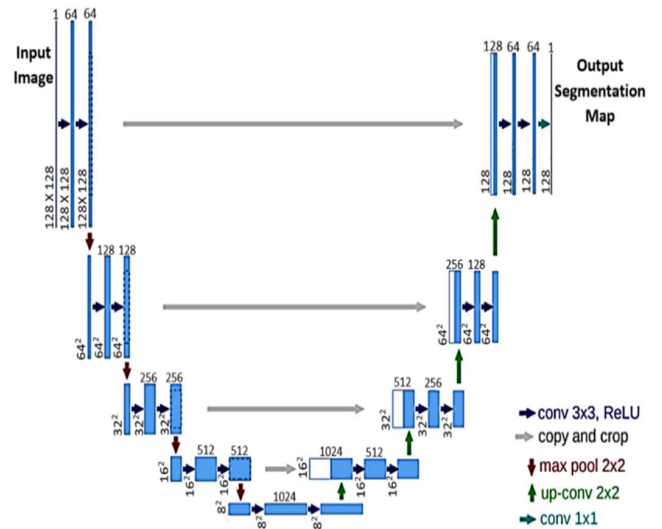 1 64 64
Input
Image
128 X 128
128 X 128
128X 128
128 64 64 1
Output
Segmentation
Map
128
128
128
128 128
64²
64²
64²
256 128
64²
64²
64²
256 256
32²
32²
32²
512 256
32²
32²
32²
512 512
16²
16²
16²
1024 512
16²
16²
16²
1024
8²
8²
8²
conv 3x3, ReLU
copy and crop
max pool 2x2
up-conv 2x2
conv 1x1